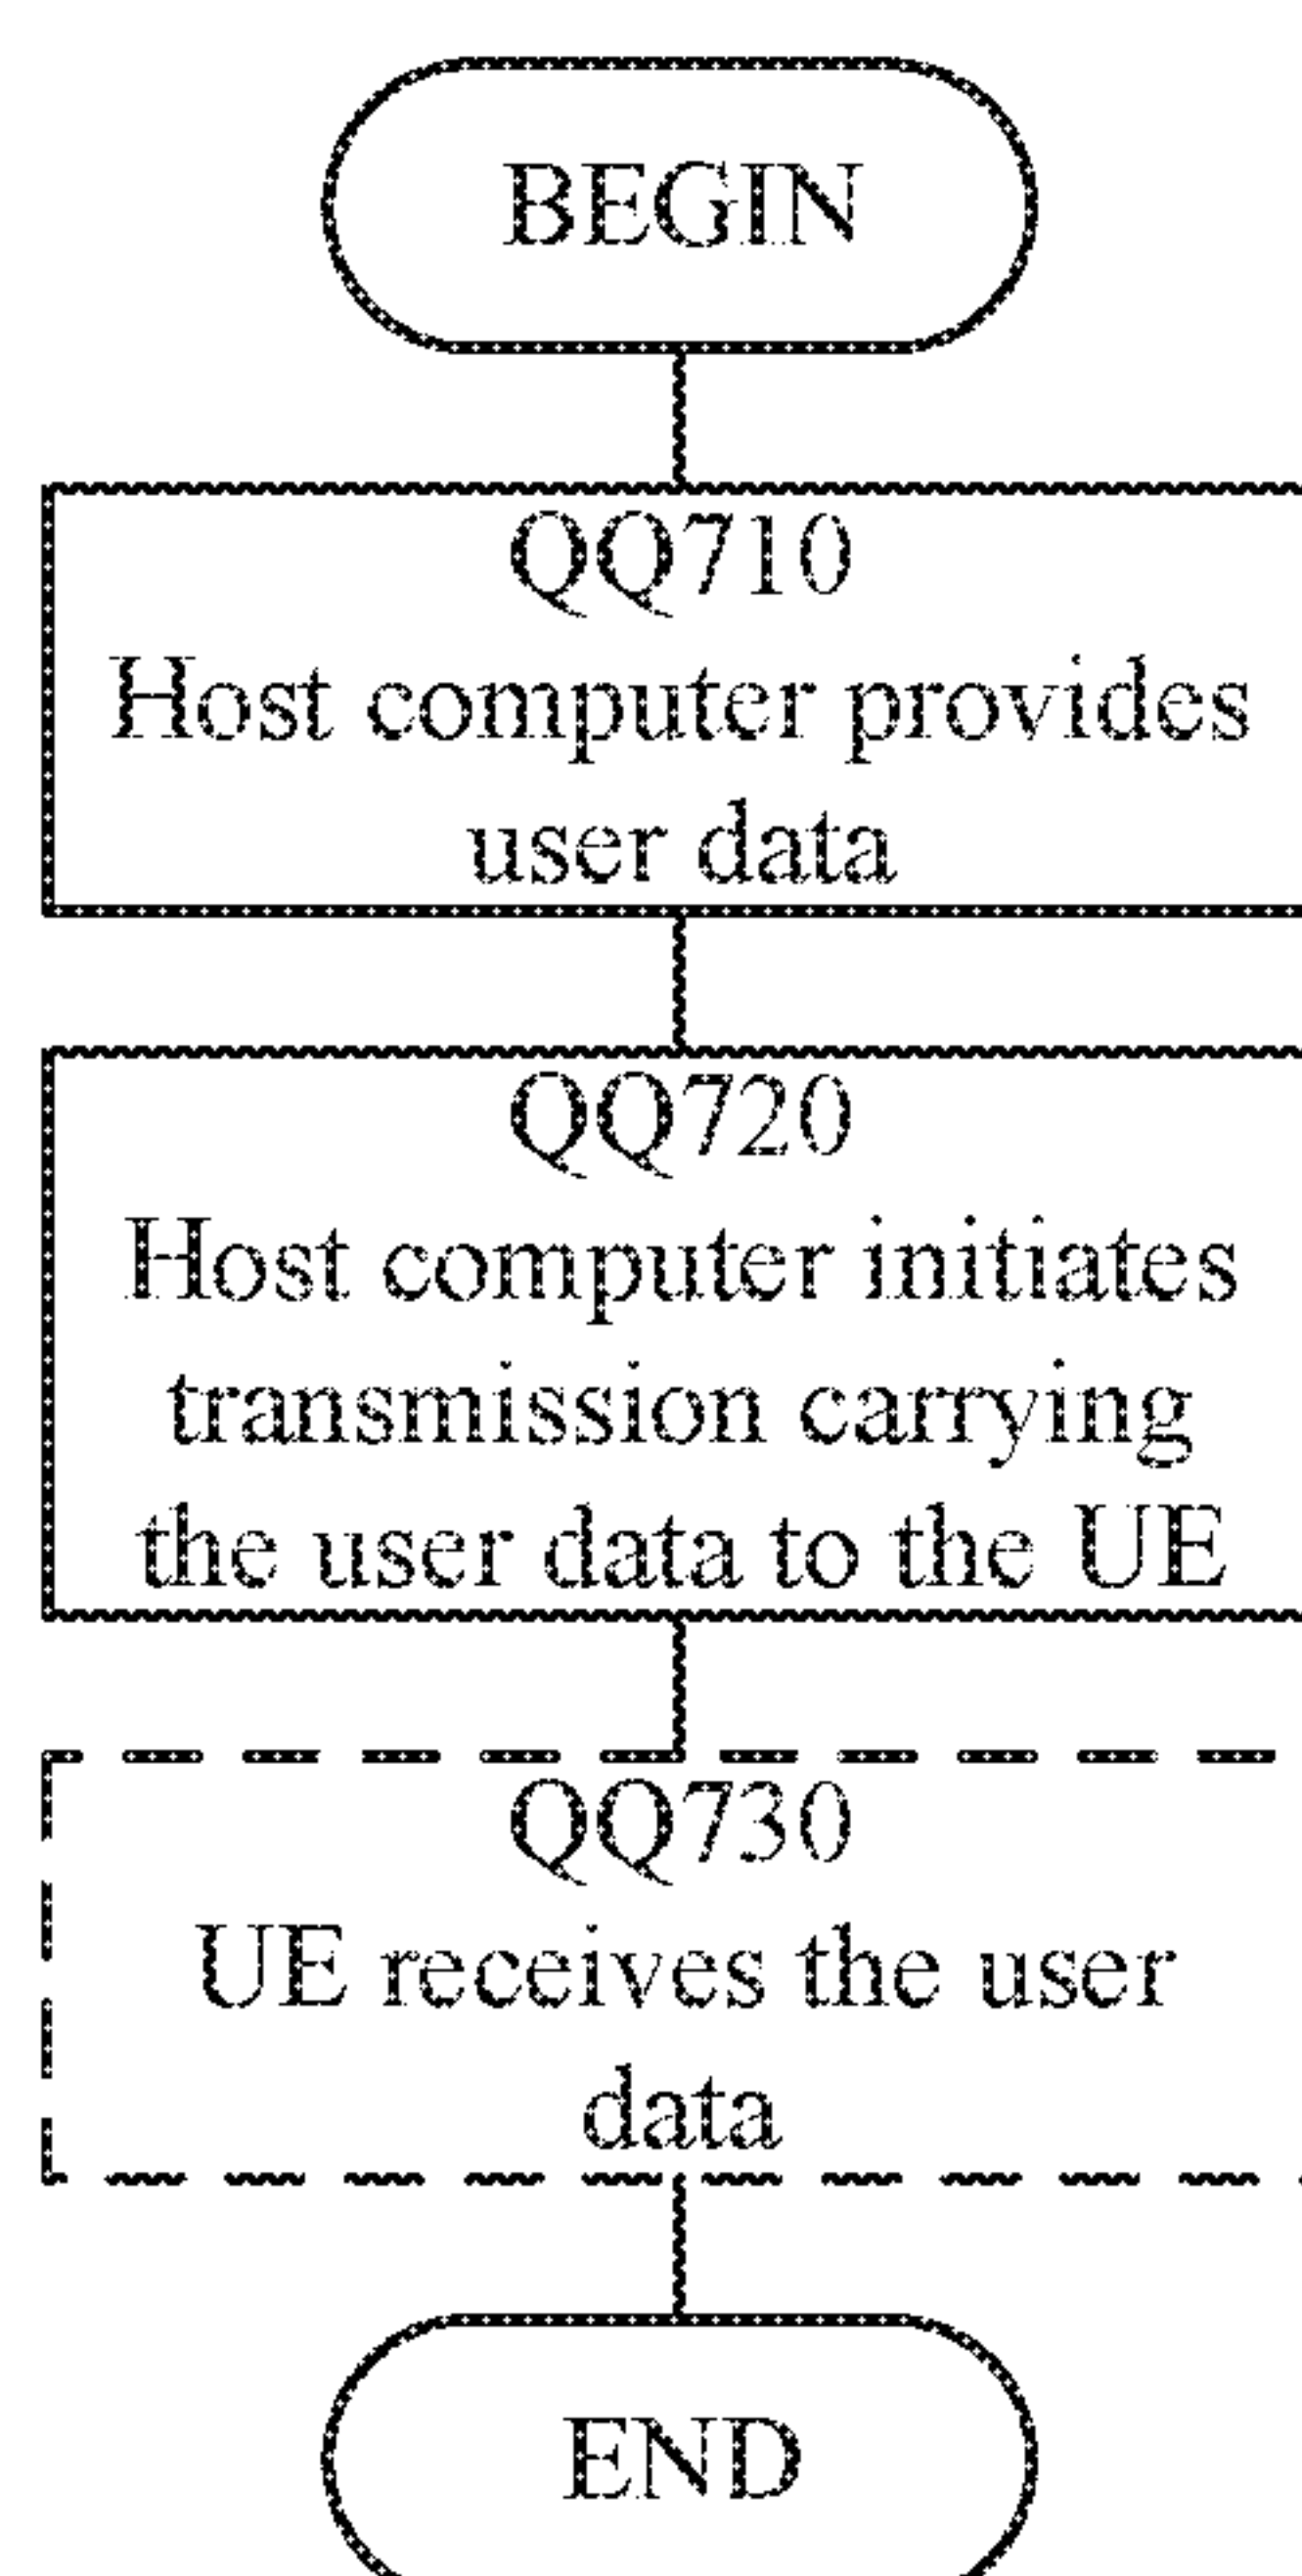 BEGIN
QQ710
Host computer provides
user data
QQ720
Host computer initiates
transmission carrying
the user data to the UE
QQ730
UE receives the user
data
END